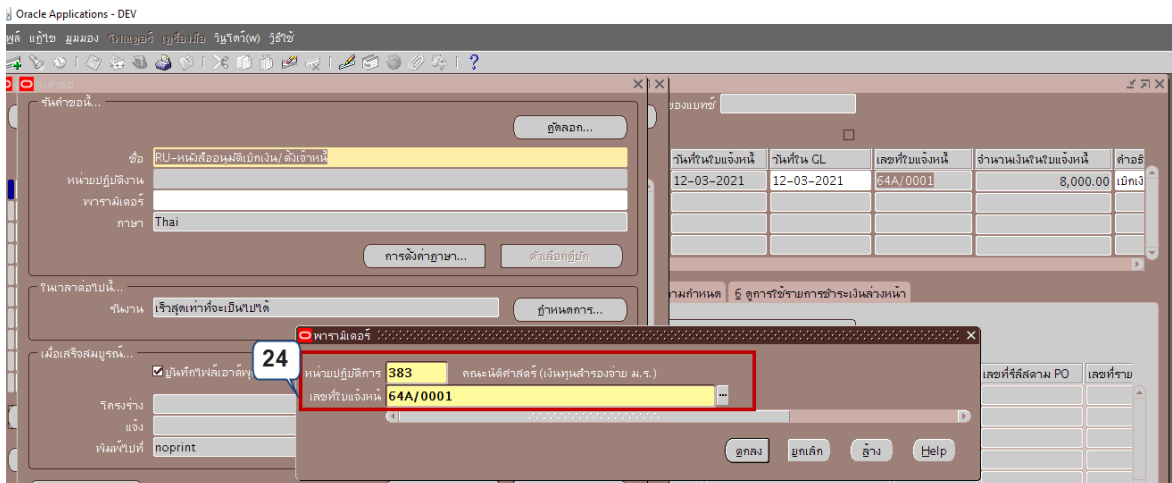 Oracle Applications - DEV
แก้ไข มุมมอง โฟลเดอร์ เครื่องมือ วินโดว์(w) วิธีใช้
รันคำขอนี้...
คัดลอก...
ชื่อ RU-หนังสืออนุมัติเบิกเงิน/ตั้งเจ้าหนี้
หน่วยปฏิบัติงาน
พารามิเตอร์
ภาษา Thai
การตั้งค่าภาษา...
ในเวลาต่อไปนี้...
รันงาน เร็วสุดเท่าที่จะเป็นไปได้
กำหนดการ...
เมื่อเสร็จสมบูรณ์...
บันทึกไฟล์เอาต์พุ
โครงร่าง
แจ้ง
พิมพ์ไปที่ noprint
ของแบทช์
วันที่ในใบแจ้งหนี้ วันที่ใน GL เลขที่ใบแจ้งหนี้ จำนวนเงินในใบแจ้งหนี้ คำอธิ
12-03-2021 12-03-2021 64A/0001 8,000.00 เบิกเงิ
ามกำหนด 6 ดูการใช้รายการชำระเงินล่วงหน้า
เลขที่รีลีสตาม PO เลขที่ราย
24
พารามิเตอร์
หน่วยปฏิบัติการ 383 คณะนิติศาสตร์ (เงินทุนสำรองจ่าย ม.ร.)
เลขที่ใบแจ้งหนี้ 64A/0001
ตกลง ยกเลิก ล้าง Help